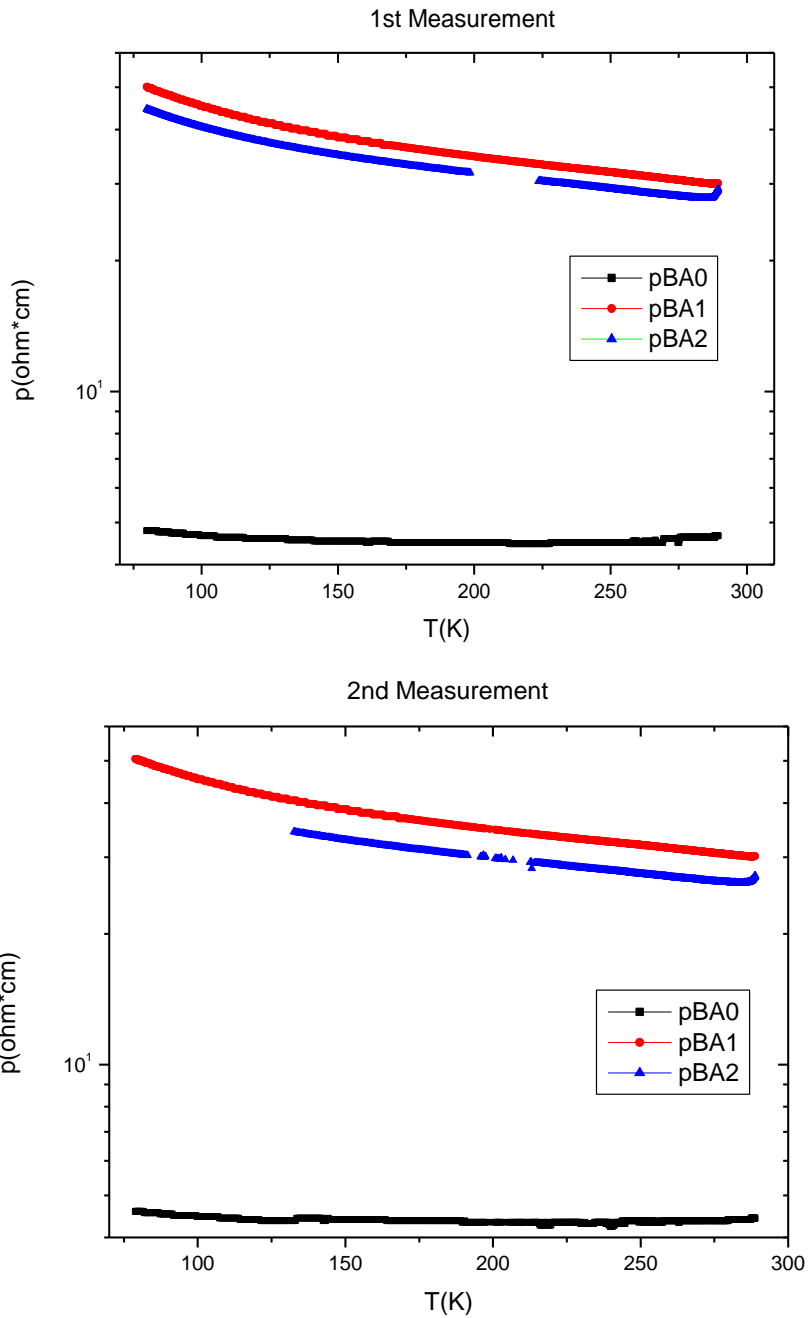 1st Measurement
p(ohm*cm)
10¹
pBA0
pBA1
pBA2
100 150 200 250 300
T(K)
2nd Measurement
p(ohm*cm)
10¹
pBA0
pBA1
pBA2
100 150 200 250 300
T(K)